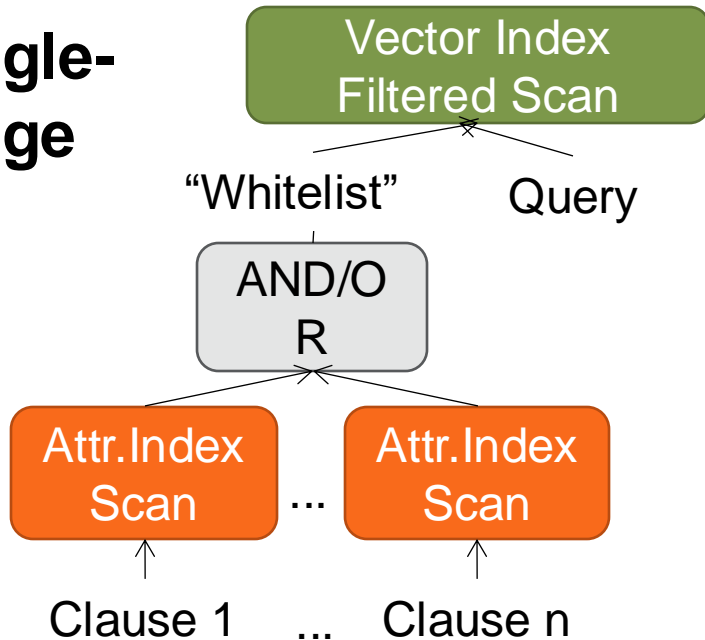 gle-
ge
Vector Index
Filtered Scan
“Whitelist”
Query
AND/O
R
Attr.Index
Scan
...
Attr.Index
Scan
Clause 1
...
Clause n